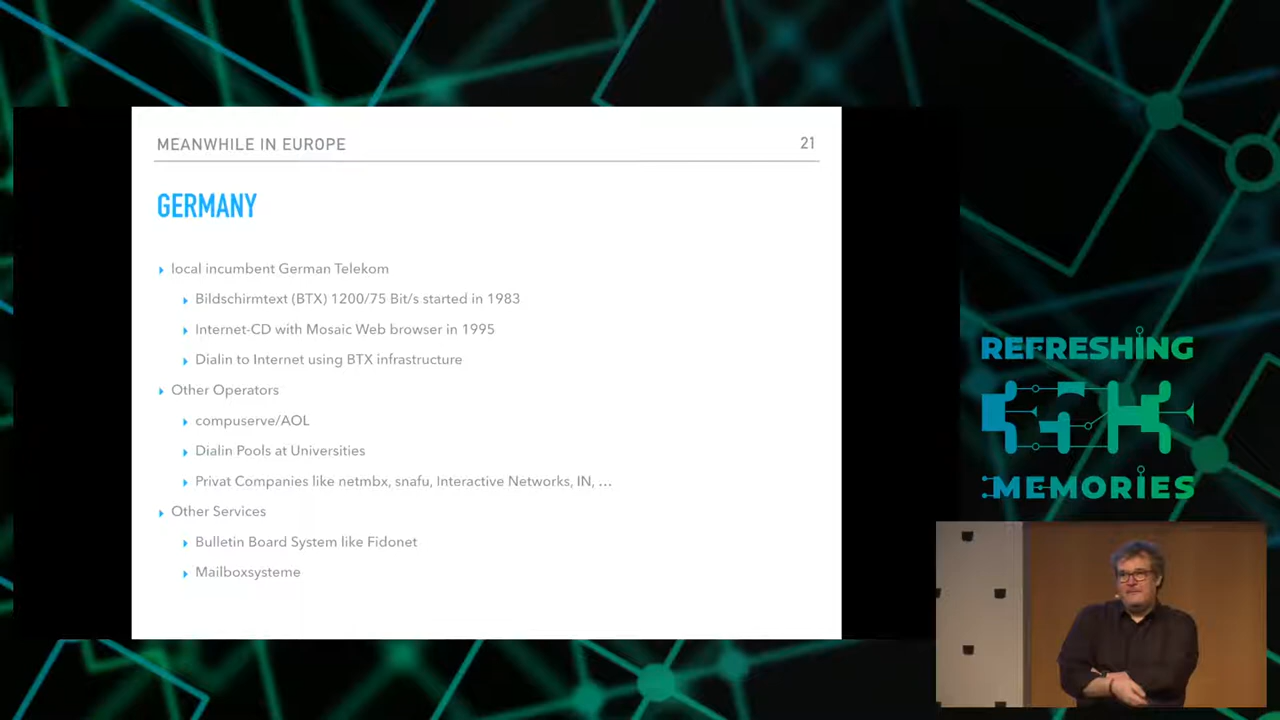 MEANWHILE IN EUROPE 21
GERMANY
local incumbent German Telekom
Bildschirmtext (BTX) 1200/75 Bit/s started in 1983
Internet-CD with Mosaic Web browser in 1995
Dialin to Internet using BTX infrastructure
Other Operators
compuserve/AOL
Dialin Pools at Universities
Privat Companies like netmbx, snafu, Interactive Networks, IN, …
Other Services
Bulletin Board System like Fidonet
Mailboxsysteme
REFRESHING
MEMORIES